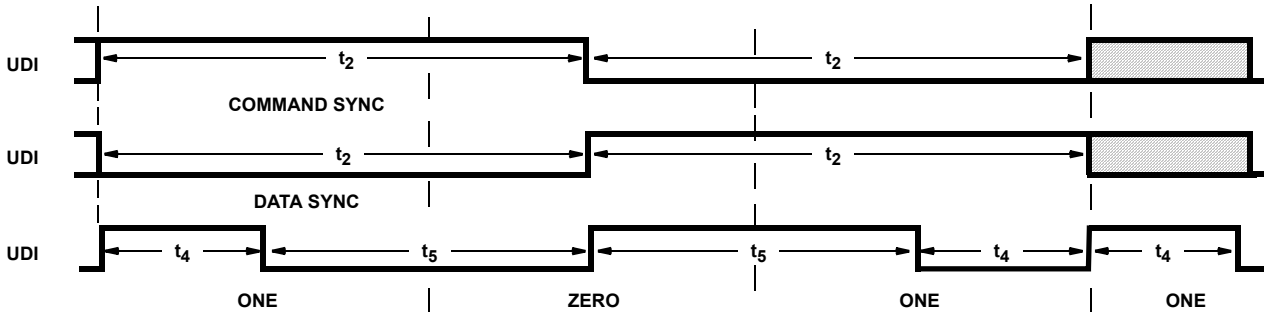 UDI
t2
t2
COMMAND SYNC
UDI
t2
t2
DATA SYNC
UDI
t4
t5
t5
t4
t4
ONE
ZERO
ONE
ONE